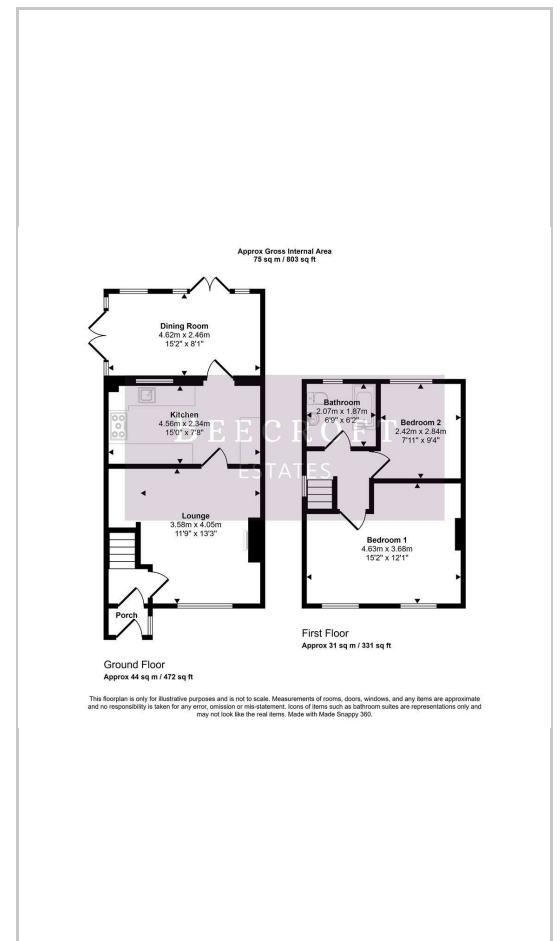 Approx Gross Internal Area
75 sq m / 803 sq ft
Dining Room
4.62m x 2.46m
15'2" x 8'1"
Kitchen
4.56m x 2.34m
15'0" x 7'8"
Bathroom
2.07m x 1.87m
6'9" x 6'2"
Bedroom 2
2.42m x 2.84m
7'11" x 9'4"
DEECROFT
ESTATES
Lounge
3.58m x 4.05m
11'9" x 13'3"
Bedroom 1
4.63m x 3.68m
15'2" x 12'1"
Porch
First Floor
Approx 31 sq m / 331 sq ft
Ground Floor
Approx 44 sq m / 472 sq ft
This floorplan is only for illustrative purposes and is not to scale. Measurements of rooms, doors, windows, and any items are approximate
and no responsibility is taken for any error, omission or mis-statement. Icons of items such as bathroom suites are representations only and
may not look like the real items. Made with Made Snappy 360.